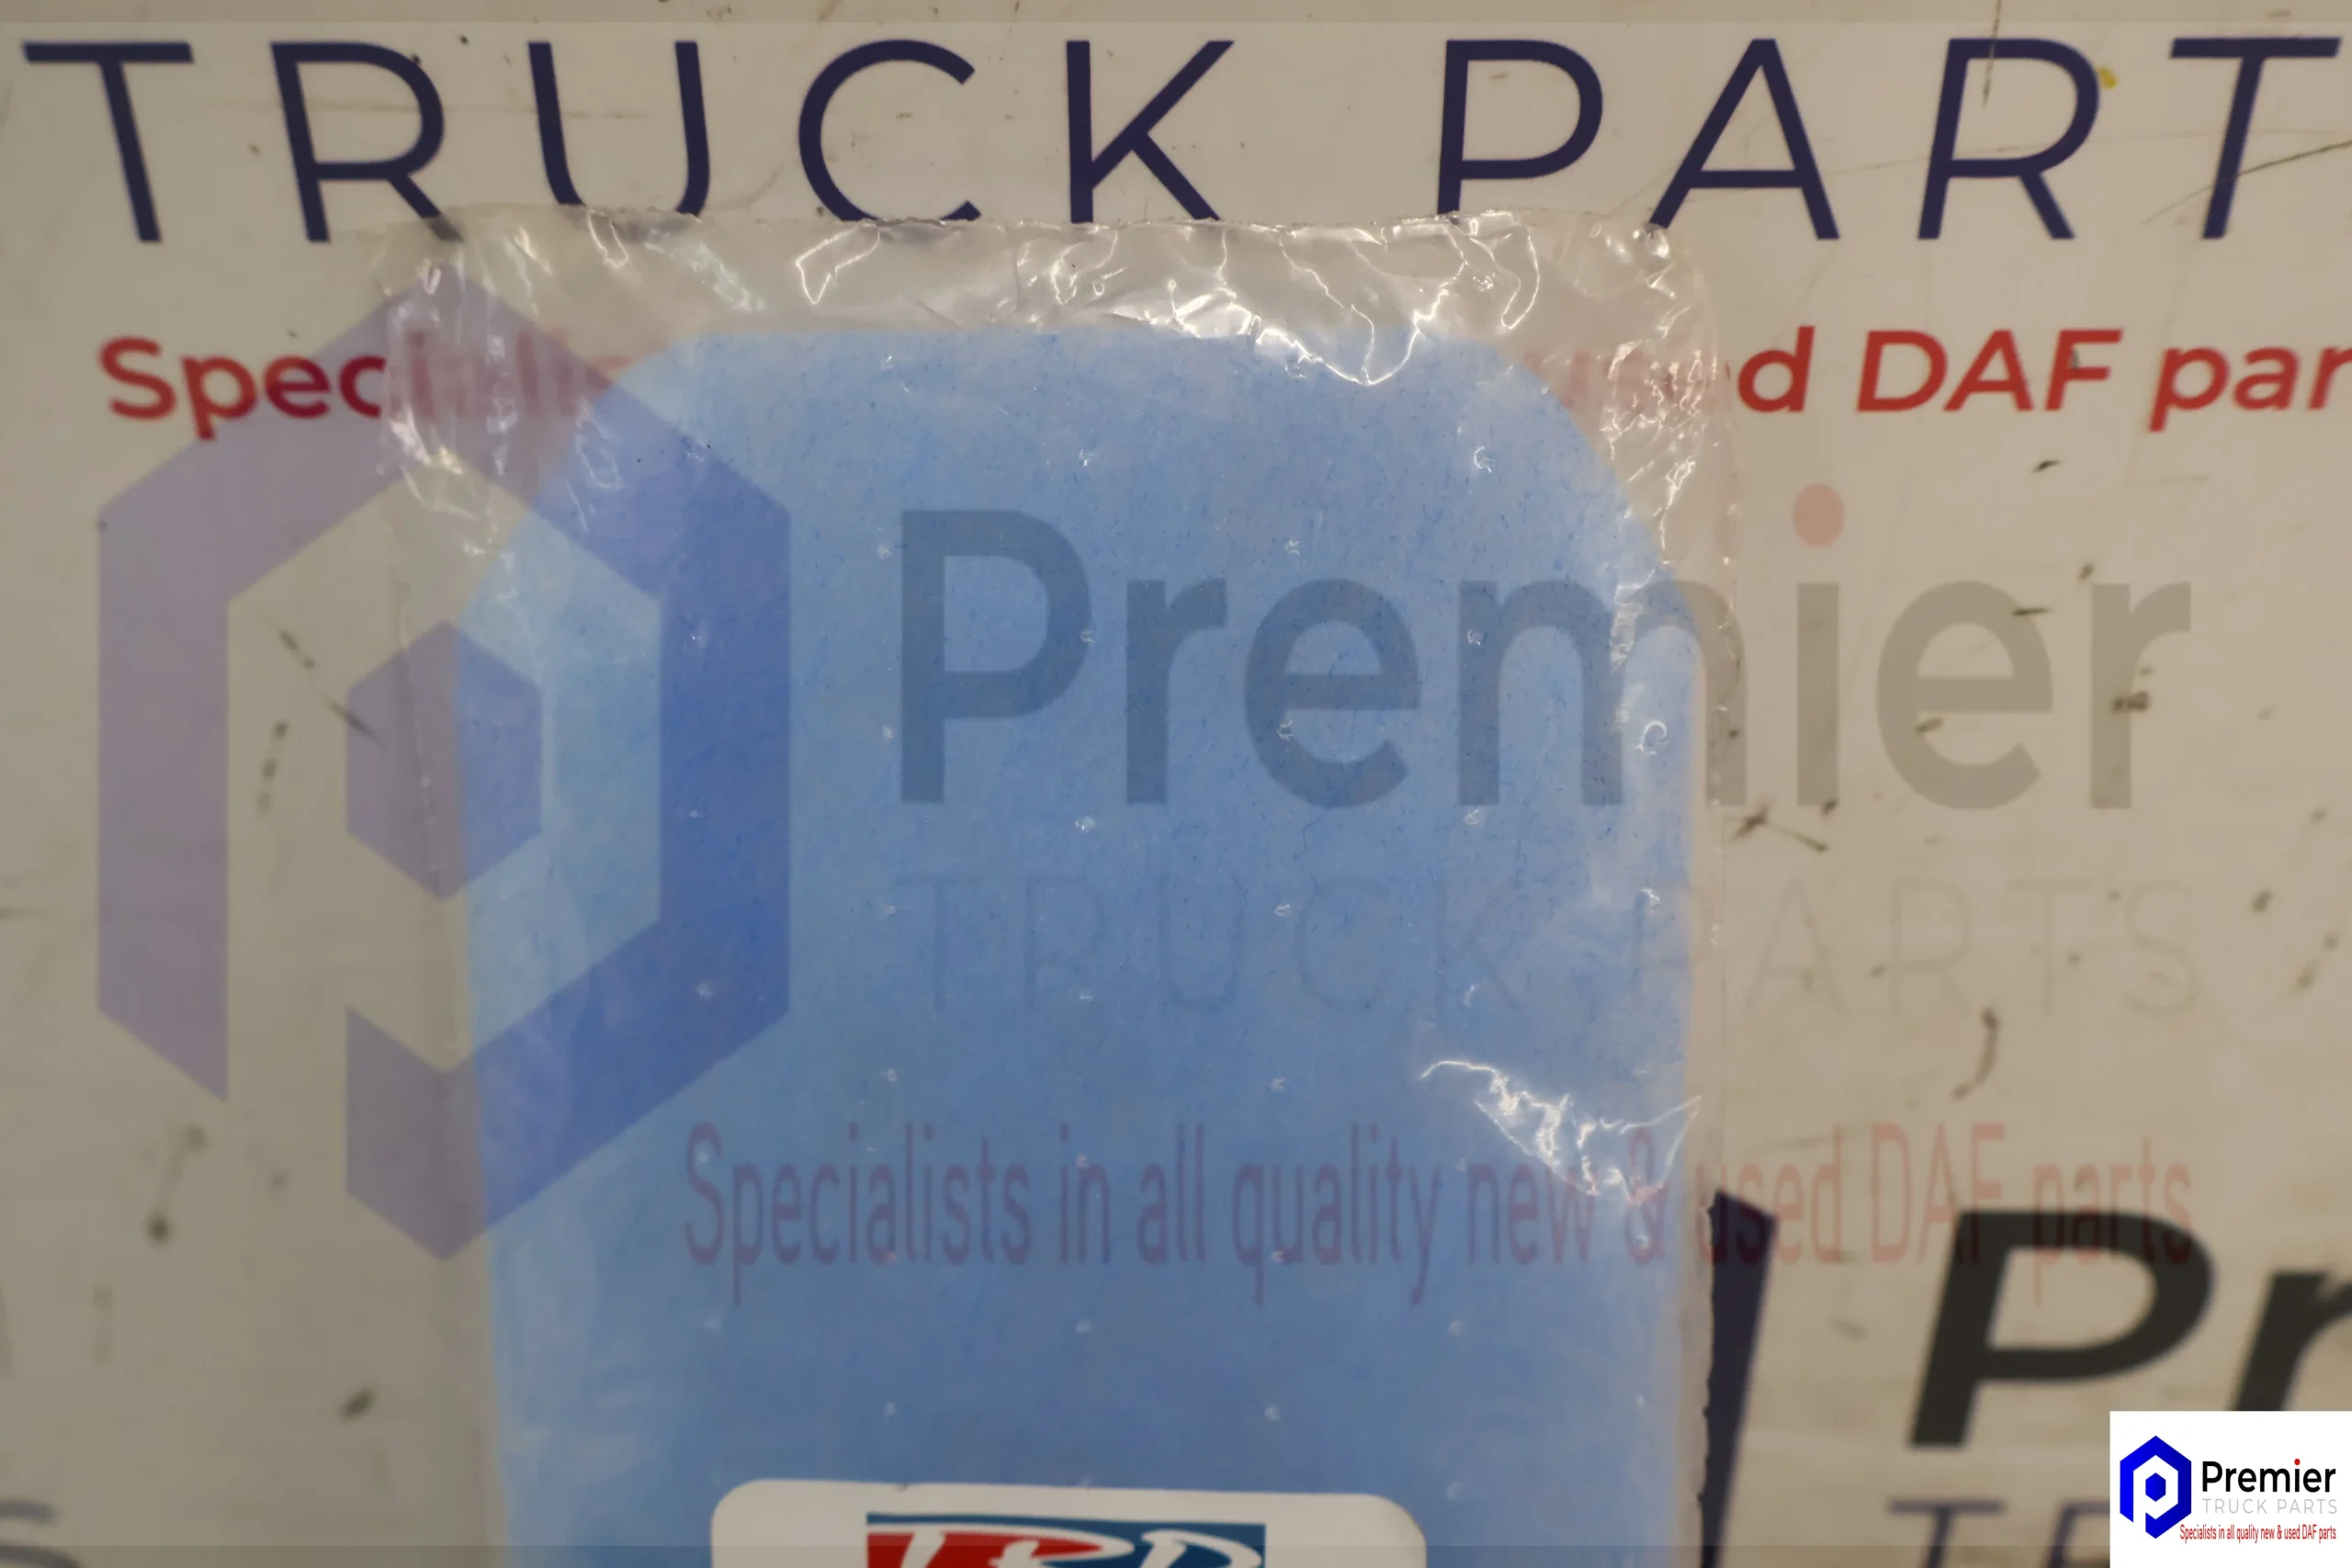 TRUCK PART
Spec d DAF par
Premier
TRUCK PARTS
Specialists in all quality new & used DAF parts
Pr
TRP
Premier
TRUCK PARTS
Specialists in all quality new & used DAF parts